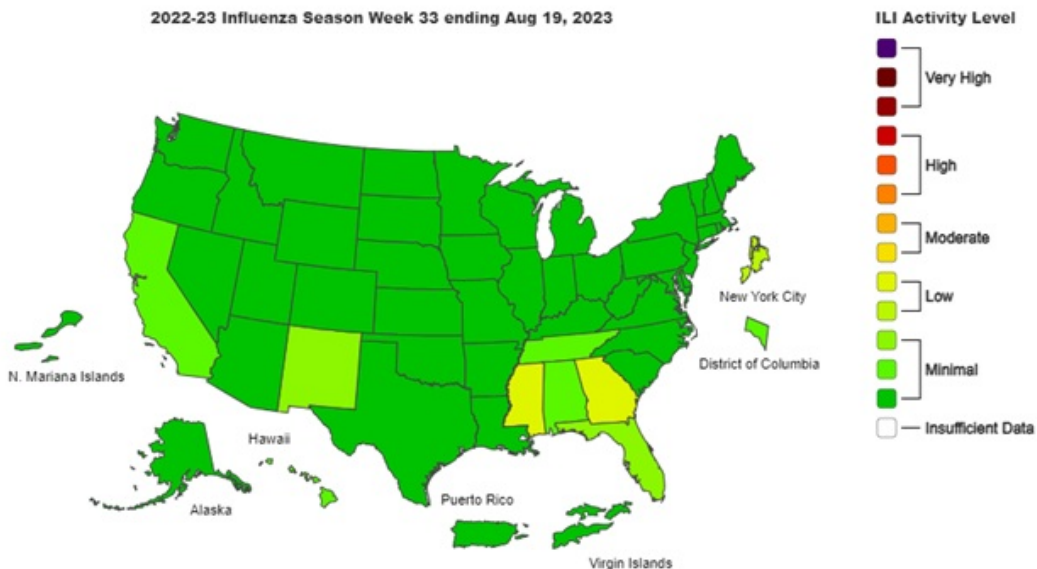 2022-23 Influenza Season Week 33 ending Aug 19, 2023
ILI Activity Level
Very High
High
Moderate
Low
Minimal
Insufficient Data
New York City
District of Columbia
N. Mariana Islands
Hawaii
Alaska
Puerto Rico
Virgin Islands